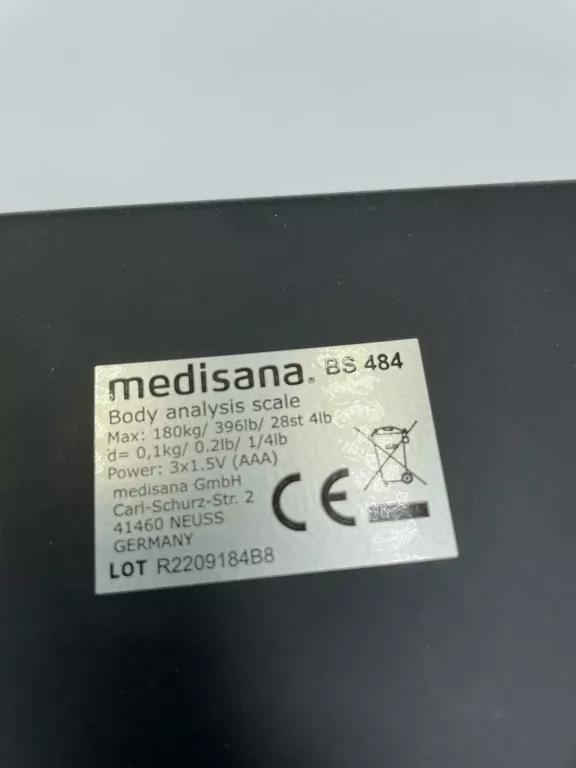 medisana® BS 484
Body analysis scale
Max: 180kg/ 396lb/ 28st 4lb
d= 0,1kg/ 0.2lb/ 1/4lb
Power: 3x1.5V (AAA)
medisana GmbH
Carl-Schurz-Str. 2
41460 NEUSS
GERMANY
CE
LOT R2209184B8